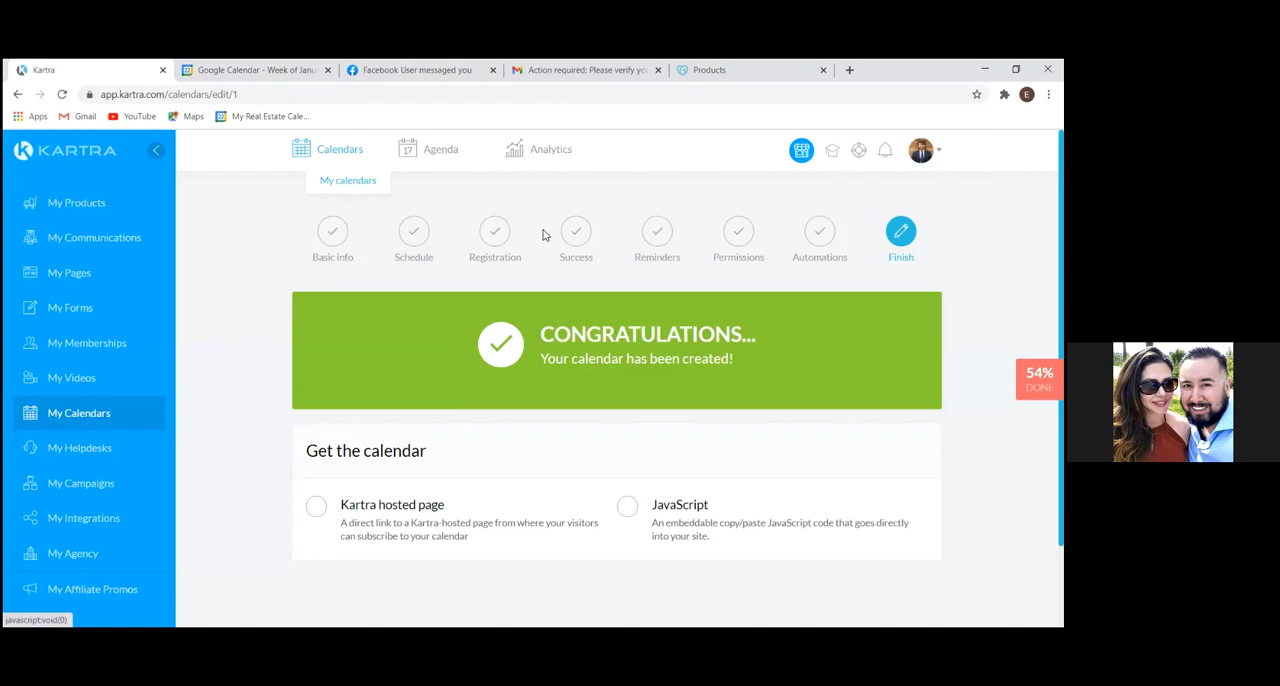 Kartra
Google Calendar - Week of Janu
Facebook User messaged you
Action required: Please verify yo
Products
app.kartra.com/calendars/edit/1
E
Apps
Gmail
YouTube
Maps
My Real Estate Cale...
KARTRA
Calendars
17
Agenda
Analytics
My calendars
My Products
My Communications
My Pages
My Forms
My Memberships
My Videos
My Calendars
My Helpdesks
My Campaigns
My Integrations
My Agency
My Affiliate Promos
Basic info
Schedule
Registration
Success
Reminders
Permissions
Automations
Finish
CONGRATULATIONS...
Your calendar has been created!
54%
DONE
Get the calendar
Kartra hosted page
A direct link to a Kartra-hosted page from where your visitors
can subscribe to your calendar
JavaScript
An embeddable copy/paste JavaScript code that goes directly
into your site.
javascript:void(0)